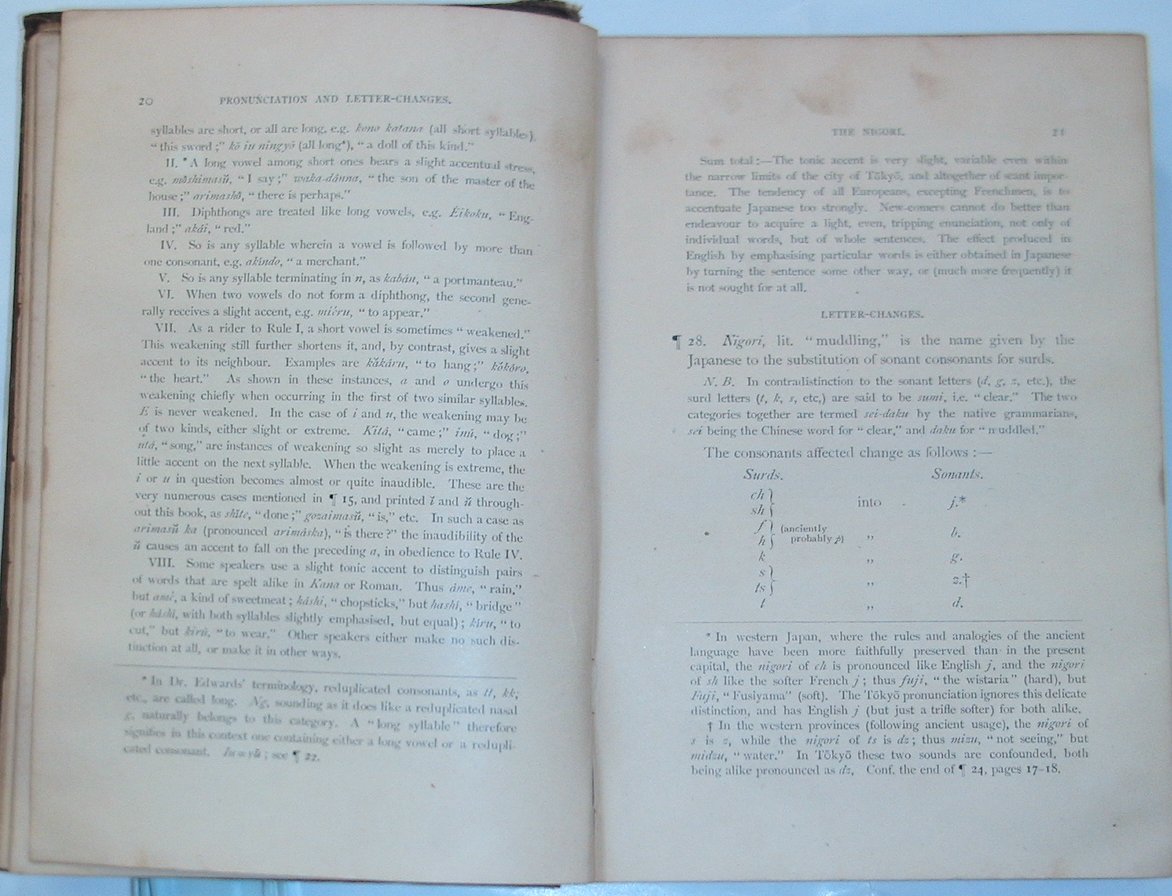 20 PRONUNCIATION AND LETTER-CHANGES.
syllables are short, or all are long, e.g. kono katana (all short syllables),
“this sword ;” kō iu ningyō (all long*), “a doll of this kind.”
II. * A long vowel among short ones bears a slight accentual stress,
e.g. mōshimasŭ, “I say ;” waka-dánna, “the son of the master of the
house ;” arimashō, “there is perhaps.”
III. Diphthongs are treated like long vowels, e.g. Éikoku, “Eng-
land ;” akái, “red.”
IV. So is any syllable wherein a vowel is followed by more than
one consonant, e.g. akíndo, “a merchant.”
V. So is any syllable terminating in n, as kabán, “a portmanteau.”
VI. When two vowels do not form a diphthong, the second gene-
rally receives a slight accent, e.g. miéru, “to appear.”
VII. As a rider to Rule I, a short vowel is sometimes “weakened.”
This weakening still further shortens it, and, by contrast, gives a slight
accent to its neighbour. Examples are kăkáru, “to hang ;” kŏkóro,
“the heart.” As shown in these instances, a and o undergo this
weakening chiefly when occurring in the first of two similar syllables.
E is never weakened. In the case of i and u, the weakening may be
of two kinds, either slight or extreme. Kitá, “came ;” inú, “dog ;”
utá, “song,” are instances of weakening so slight as merely to place a
little accent on the next syllable. When the weakening is extreme, the
i or u in question becomes almost or quite inaudible. These are the
very numerous cases mentioned in ¶ 15, and printed ĭ and ŭ through-
out this book, as shĭte, “done ;” gozaimasŭ, “is,” etc. In such a case as
arimasŭ ka (pronounced arimáska), “is there ?” the inaudibility of the
ŭ causes an accent to fall on the preceding a, in obedience to Rule IV.
VIII. Some speakers use a slight tonic accent to distinguish pairs
of words that are spelt alike in Kana or Roman. Thus áme, “rain,”
but amé, a kind of sweetmeat ; káshi, “chopsticks,” but hashí, “bridge”
(or háshí, with both syllables slightly emphasised, but equal) ; kíru, “to
cut,” but kirú, “to wear.” Other speakers either make no such dis-
tinction at all, or make it in other ways.
* In Dr. Edwards’ terminology, reduplicated consonants, as tt, kk,
etc., are called long. Ng, sounding as it does like a reduplicated nasal
g, naturally belongs to this category. A “long syllable” therefore
signifies in this context one containing either a long vowel or a redupli-
cated consonant. see ¶ 22.
THE NIGORI. 21
Sum total :—The tonic accent is very slight, variable even within
the narrow limits of the city of Tōkyō, and altogether of scant impor-
tance. The tendency of all Europeans, excepting Frenchmen, is to
accentuate Japanese too strongly. New-comers cannot do better than
endeavour to acquire a light, even, tripping enunciation, not only of
individual words, but of whole sentences. The effect produced in
English by emphasising particular words is either obtained in Japanese
by turning the sentence some other way, or (much more frequently) it
is not sought for at all.
LETTER-CHANGES.
¶ 28. Nigori, lit. “muddling,” is the name given by the
Japanese to the substitution of sonant consonants for surds.
N. B. In contradistinction to the sonant letters (d, g, z, etc.), the
surd letters (t, k, s, etc,) are said to be sumi, i.e. “clear.” The two
categories together are termed sei-daku by the native grammarians,
sei being the Chinese word for “clear,” and daku for “muddled.”
The consonants affected change as follows :—
Surds. Sonants.
ch
sh } into j.*
f
h } (anciently probably p) ,, b.
k ,, g.
s
ts } ,, z.†
t ,, d.
* In western Japan, where the rules and analogies of the ancient
language have been more faithfully preserved than in the present
capital, the nigori of ch is pronounced like English j, and the nigori
of sh like the softer French j ; thus fuji, “the wistaria” (hard), but
Fuji, “Fusiyama” (soft). The Tōkyō pronunciation ignores this delicate
distinction, and has English j (but just a trifle softer) for both alike.
† In the western provinces (following ancient usage), the nigori of
s is z, while the nigori of ts is dz ; thus mizu, “not seeing,” but
midzu, “water.” In Tōkyō these two sounds are confounded, both
being alike pronounced as dz, Conf. the end of ¶ 24, pages 17-18.